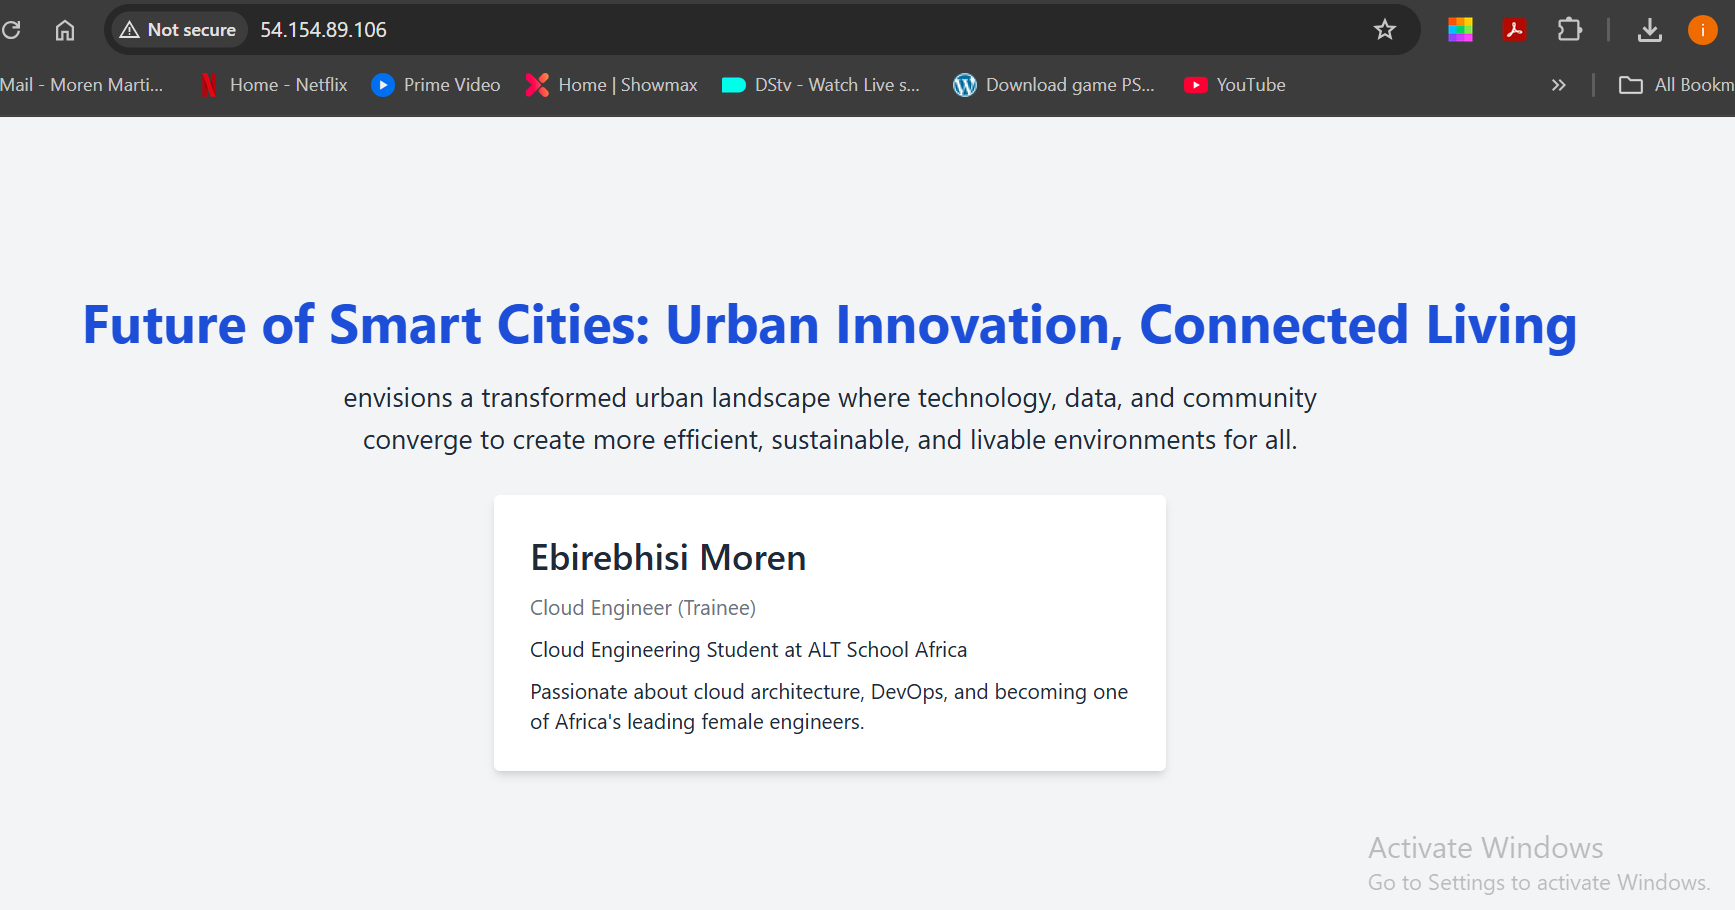 Not secure 54.154.89.106 i
Mail - Moren Marti... Home - Netflix Prime Video Home | Showmax DStv - Watch Live s... Download game PS... YouTube » All Bookm
Future of Smart Cities: Urban Innovation, Connected Living
envisions a transformed urban landscape where technology, data, and community
converge to create more efficient, sustainable, and livable environments for all.
Ebirebhisi Moren
Cloud Engineer (Trainee)
Cloud Engineering Student at ALT School Africa
Passionate about cloud architecture, DevOps, and becoming one
of Africa's leading female engineers.
Activate Windows
Go to Settings to activate Windows.